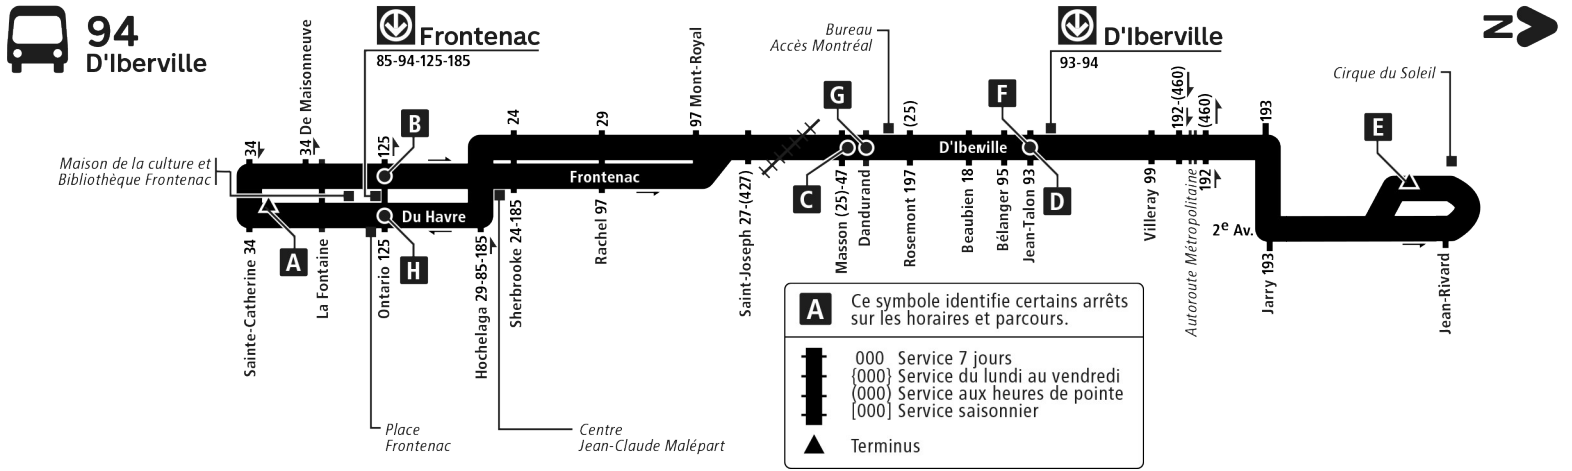 94
D'Iberville
Frontenac
85-94-125-185
D'Iberville
93-94
Z
Bureau
Accès Montréal
Cirque du Soleil
Maison de la culture et
Bibliothèque Frontenac
34
34 De Maisonneuve
125
24
29
97 Mont-Royal
(25)
192-(460)
(460)
193
B
G
F
E
C
D
A
H
Frontenac
Du Havre
D'Iberville
2e Av.
Sainte-Catherine 34
La Fontaine
Ontario 125
Hochelaga 29-85-185
Sherbrooke 24-185
Rachel 97
Saint-Joseph 27-(427)
Masson (25)-47
Dandurand
Rosemont 197
Beaubien 18
Bélanger 95
Jean-Talon 93
Villeray 99
Autoroute Métropolitaine
192
Jarry 193
Jean-Rivard
Place
Frontenac
Centre
Jean-Claude Malépart
A Ce symbole identifie certains arrêts
sur les horaires et parcours.
000 Service 7 jours
{000} Service du lundi au vendredi
(000) Service aux heures de pointe
[000] Service saisonnier
Terminus